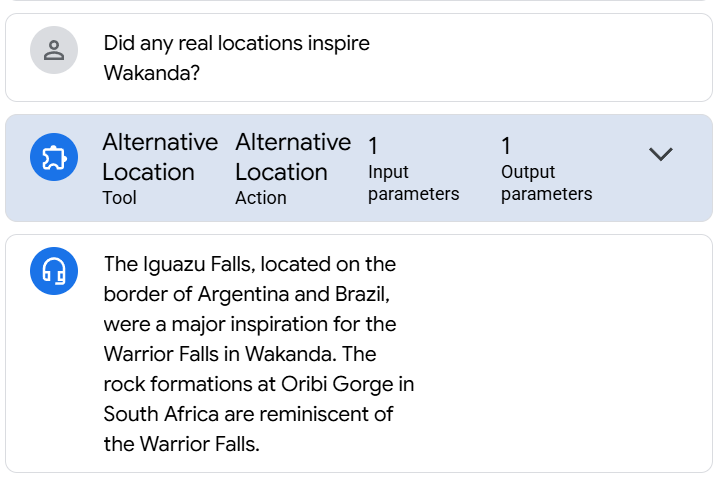 Did any real locations inspire
Wakanda?
Alternative Location
Tool
Alternative Location
Action
1
Input parameters
1
Output parameters
The Iguazu Falls, located on the
border of Argentina and Brazil,
were a major inspiration for the
Warrior Falls in Wakanda. The
rock formations at Oribi Gorge in
South Africa are reminiscent of
the Warrior Falls.